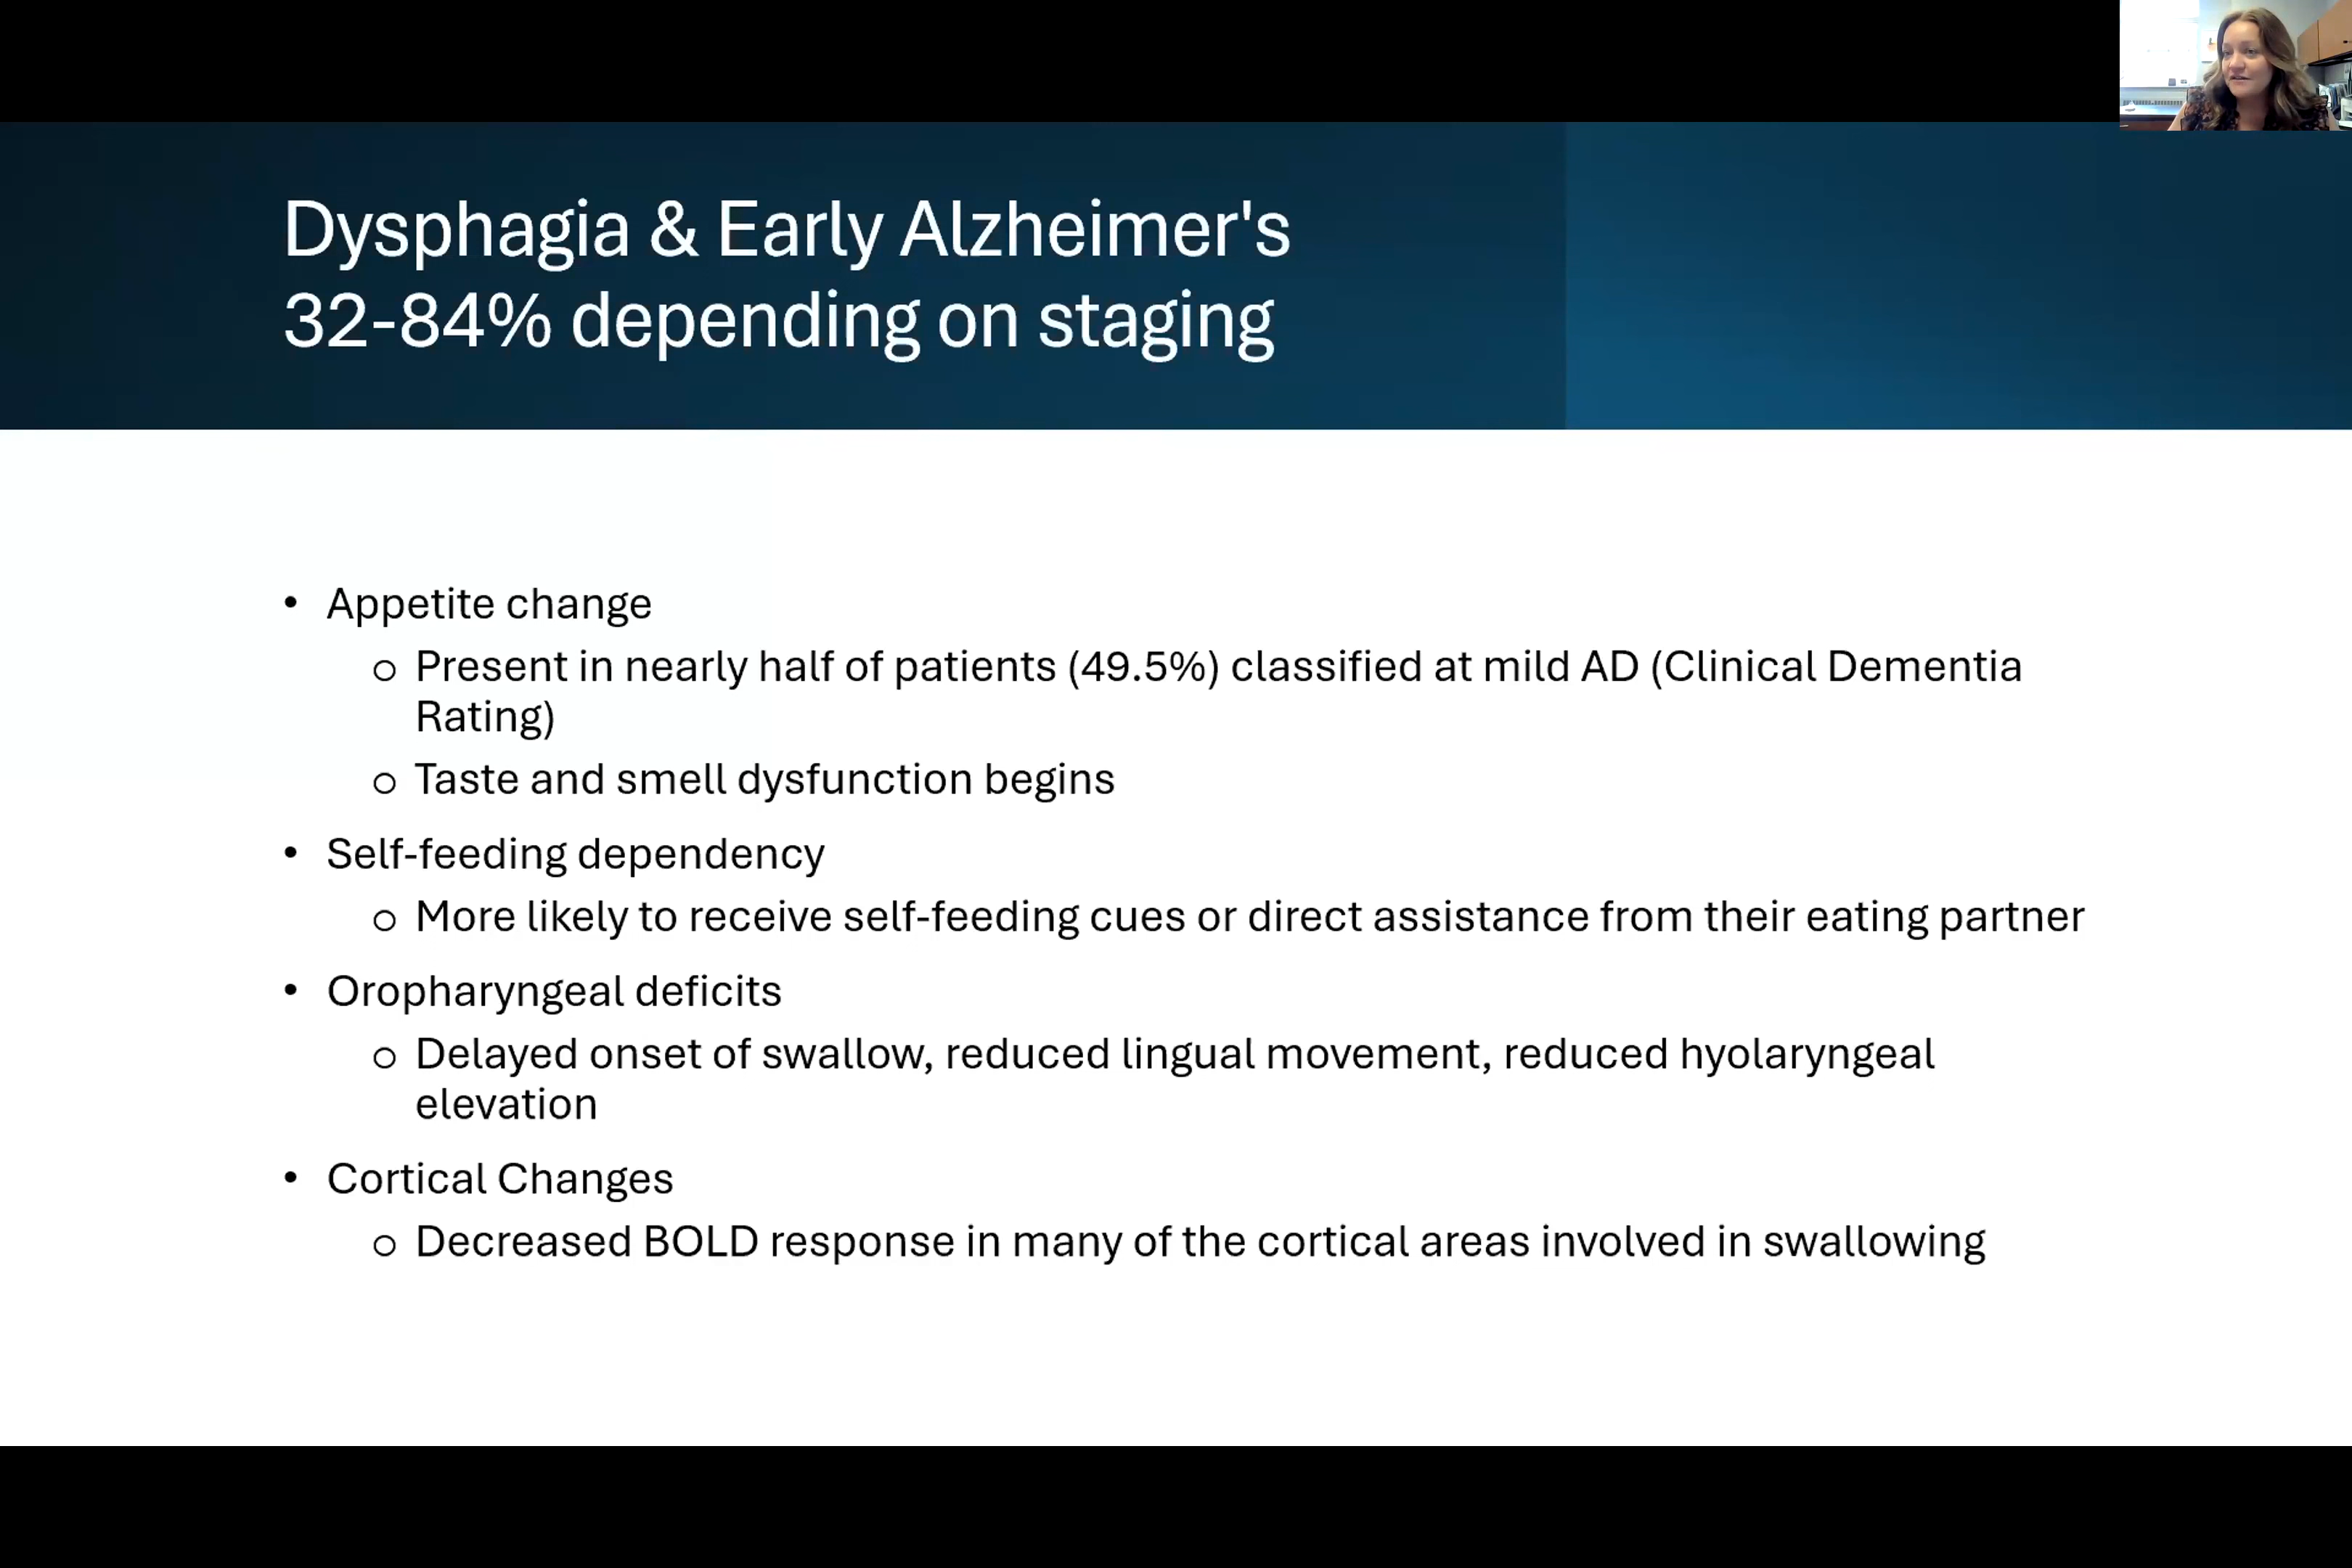 Dysphagia & Early Alzheimer's
32-84% depending on staging
• Appetite change
o Present in nearly half of patients (49.5%) classified at mild AD (Clinical Dementia
Rating)
o Taste and smell dysfunction begins
• Self-feeding dependency
o More likely to receive self-feeding cues or direct assistance from their eating partner
• Oropharyngeal deficits
o Delayed onset of swallow, reduced lingual movement, reduced hyolaryngeal
elevation
• Cortical Changes
o Decreased BOLD response in many of the cortical areas involved in swallowing